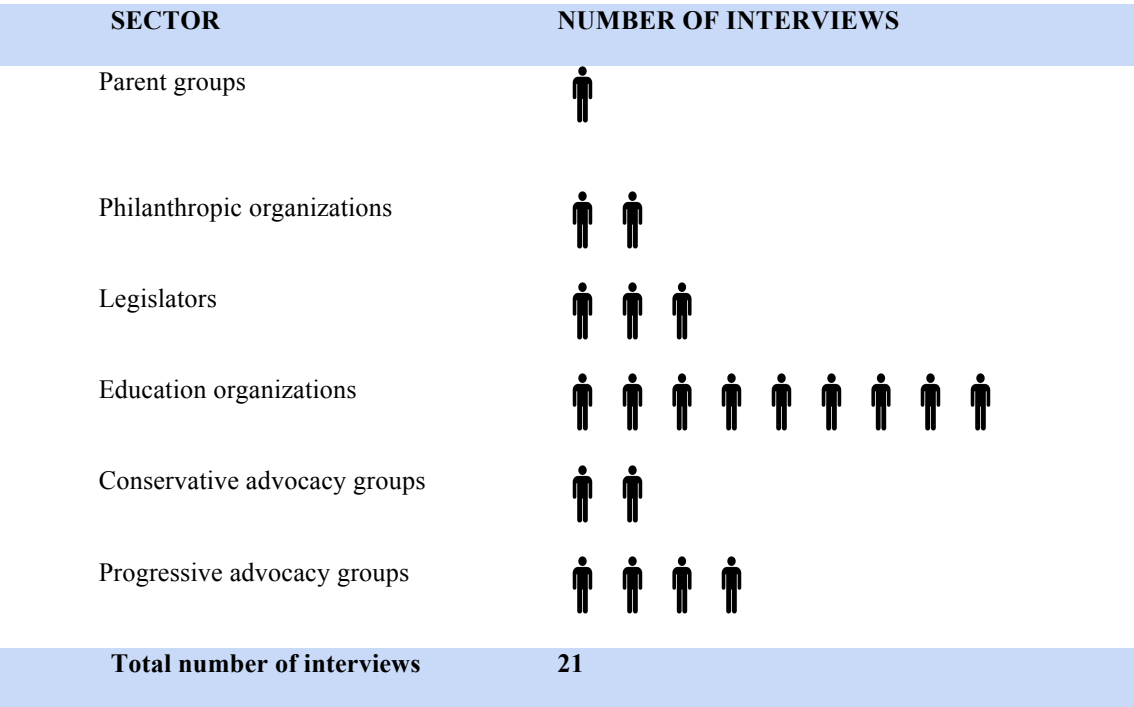 SECTOR NUMBER OF INTERVIEWS
Parent groups
Philanthropic organizations
Legislators
Education organizations
Conservative advocacy groups
Progressive advocacy groups
Total number of interviews 21